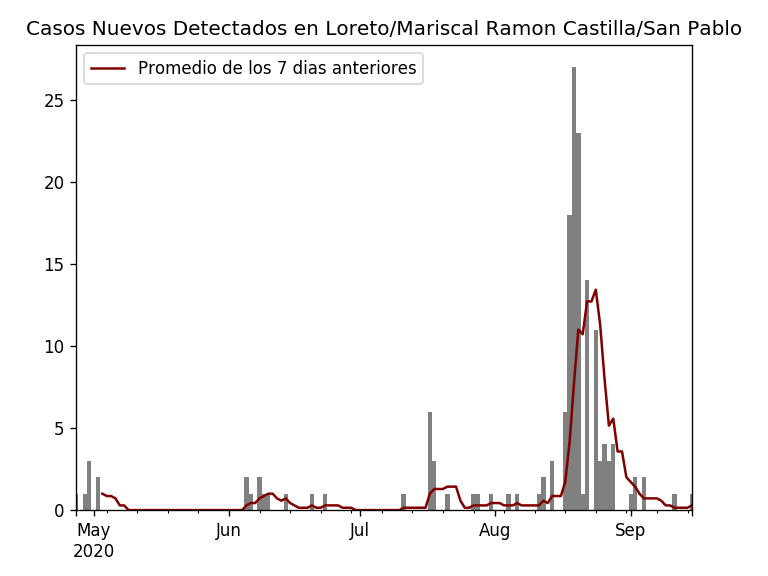 Casos Nuevos Detectados en Loreto/Mariscal Ramon Castilla/San Pablo
Promedio de los 7 dias anteriores
25
20
15
10
5
0
May Jun Jul Aug Sep
2020